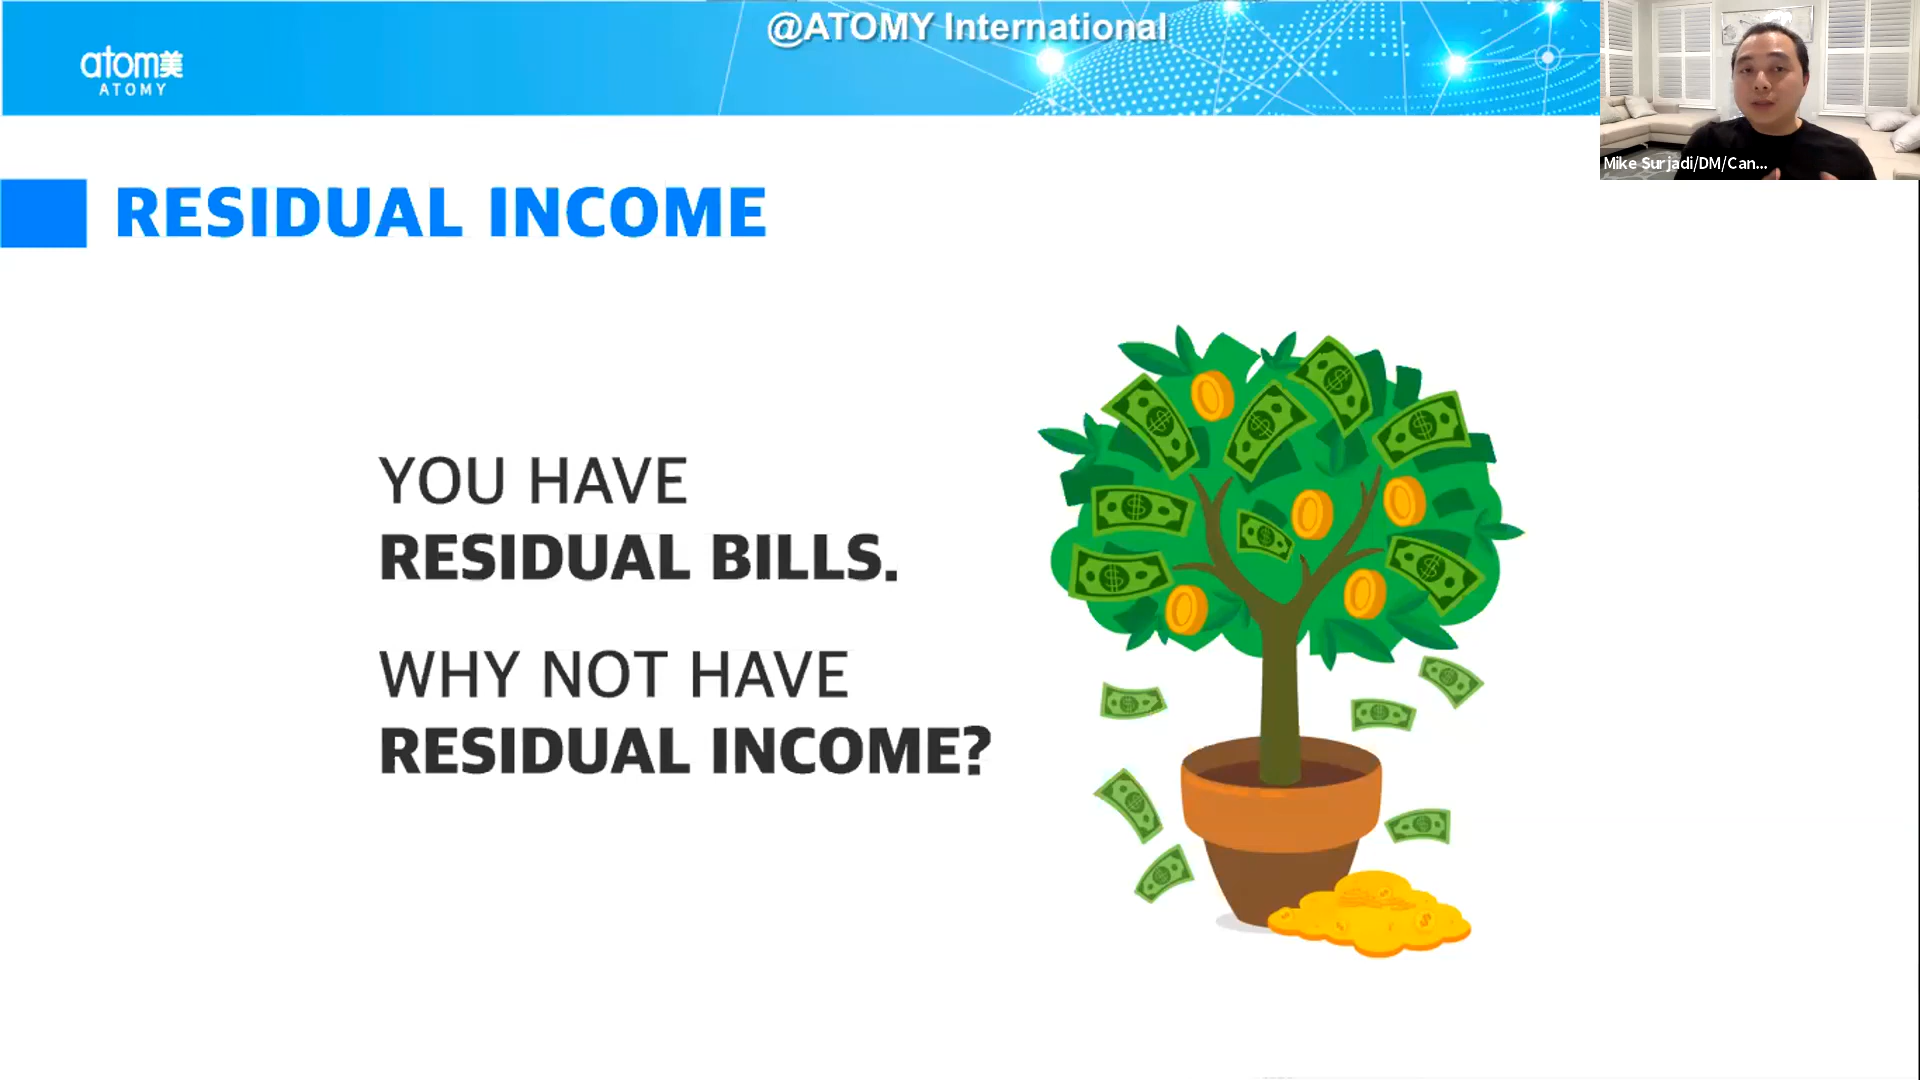 @ATOMY International
atom美
ATOMY
Mike Surjadi/DM/Can...
RESIDUAL INCOME
YOU HAVE
RESIDUAL BILLS.
WHY NOT HAVE
RESIDUAL INCOME?